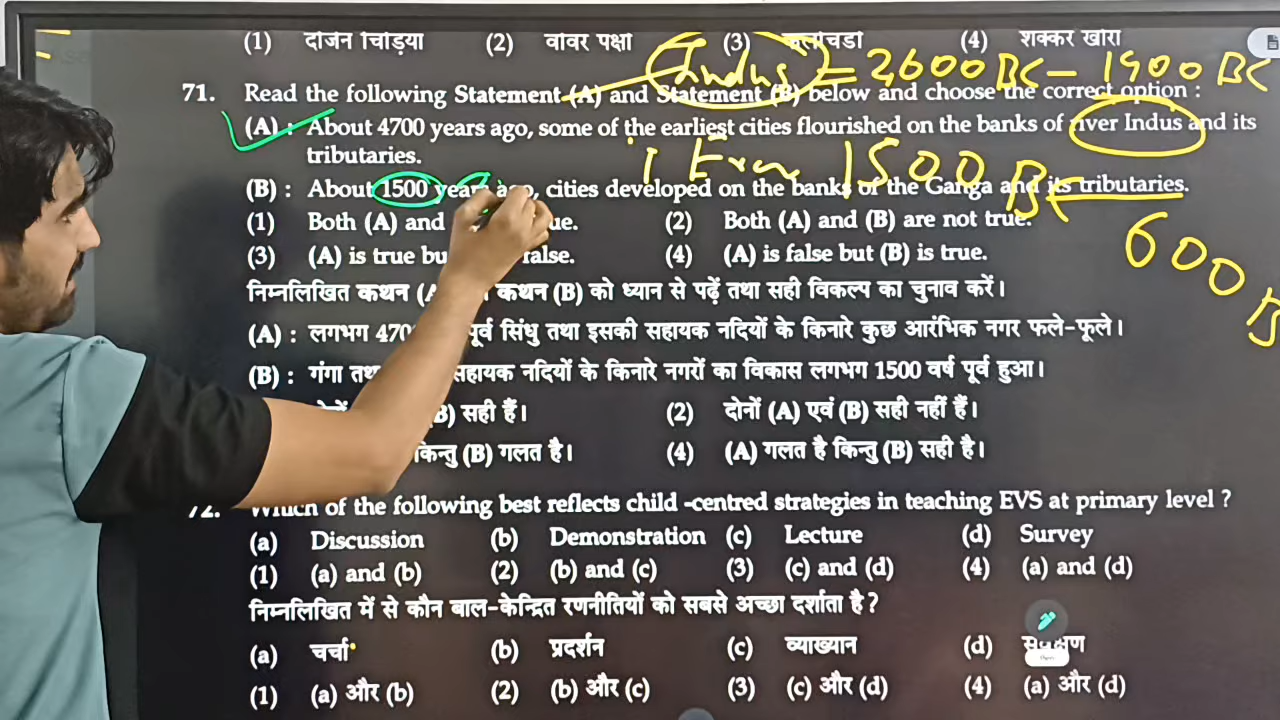 (1) दर्जिन चिड़िया (2) वीवर पक्षी (3) (4) शक्कर खोरा
Indus = 2600 BC - 1900 BC
71. Read the following Statement (A) and Statement (B) below and choose the correct option :
(A) : About 4700 years ago, some of the earliest cities flourished on the banks of river Indus and its
tributaries.
1500 BC
(B) : About 1500 years ago, cities developed on the banks of the Ganga and its tributaries.
600 B
(1) Both (A) and ue. (2) Both (A) and (B) are not true.
(3) (A) is true bu false. (4) (A) is false but (B) is true.
निम्नलिखित कथन (A कथन (B) को ध्यान से पढ़ें तथा सही विकल्प का चुनाव करें।
(A) : लगभग 470 पूर्व सिंधु तथा इसकी सहायक नदियों के किनारे कुछ आरंभिक नगर फले-फूले।
(B) : गंगा तथ सहायक नदियों के किनारे नगरों का विकास लगभग 1500 वर्ष पूर्व हुआ।
B) सही हैं। (2) दोनों (A) एवं (B) सही नहीं हैं।
किन्तु (B) गलत है। (4) (A) गलत है किन्तु (B) सही है।
72. Which of the following best reflects child -centred strategies in teaching EVS at primary level ?
(a) Discussion (b) Demonstration (c) Lecture (d) Survey
(1) (a) and (b) (2) (b) and (c) (3) (c) and (d) (4) (a) and (d)
निम्नलिखित में से कौन बाल-केन्द्रित रणनीतियों को सबसे अच्छा दर्शाता है ?
(a) चर्चा (b) प्रदर्शन (c) व्याख्यान (d)
(1) (a) और (b) (2) (b) और (c) (3) (c) और (d) (4) (a) और (d)